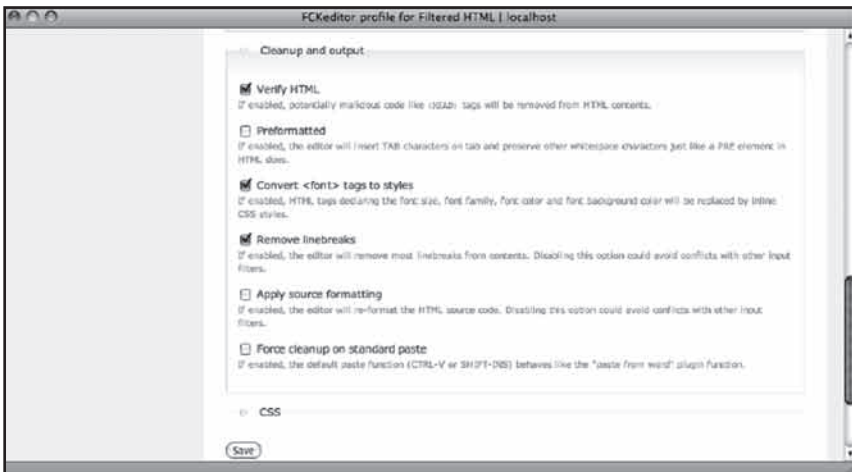 FCKeditor profile for Filtered HTML | localhost
Cleanup and output
Verify HTML
If enabled, potentially malicious code like <HEAD> tags will be removed from HTML contents.
Preformatted
If enabled, the editor will insert TAB characters on tab and preserve other whitespace characters just like a PRE element in
HTML does.
Convert <font> tags to styles
If enabled, HTML tags declaring the font size, font family, font color and font background color will be replaced by inline
CSS styles.
Remove linebreaks
If enabled, the editor will remove most linebreaks from contents. Disabling this option could avoid conflicts with other input
filters.
Apply source formatting
If enabled, the editor will re-format the HTML source code. Disabling this option could avoid conflicts with other input
filters.
Force cleanup on standard paste
If enabled, the default paste function (CTRL-V or SHIFT-INS) behaves like the "paste from word" plugin function.
CSS
Save